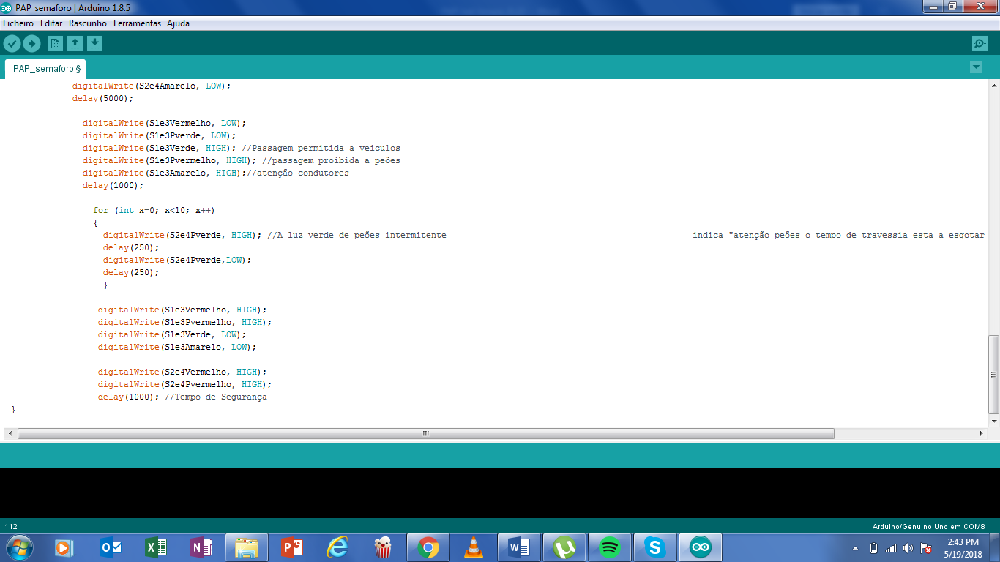 PAP_semaforo | Arduino 1.8.5
Ficheiro Editar Rascunho Ferramentas Ajuda
PAP_semaforo §
digitalWrite(S2e4Amarelo, LOW);
delay(5000);
digitalWrite(S1e3Vermelho, LOW);
digitalWrite(S1e3Pverde, LOW);
digitalWrite(S1e3Verde, HIGH); //Passagem permitida a veiculos
digitalWrite(S1e3Pvermelho, HIGH); //passagem proibida a peões
digitalWrite(S1e3Amarelo, HIGH);//atenção condutores
delay(1000);
for (int x=0; x<10; x++)
{
digitalWrite(S2e4Pverde, HIGH); //A luz verde de peões intermitente indica "atenção peões o tempo de travessia esta a esgotar
delay(250);
digitalWrite(S2e4Pverde,LOW);
delay(250);
}
digitalWrite(S1e3Vermelho, HIGH);
digitalWrite(S1e3Pvermelho, HIGH);
digitalWrite(S1e3Verde, LOW);
digitalWrite(S1e3Amarelo, LOW);
digitalWrite(S2e4Vermelho, HIGH);
digitalWrite(S2e4Pvermelho, HIGH);
delay(1000); //Tempo de Segurança
}
112
Arduino/Genuino Uno em COM8
2:43 PM
5/19/2018